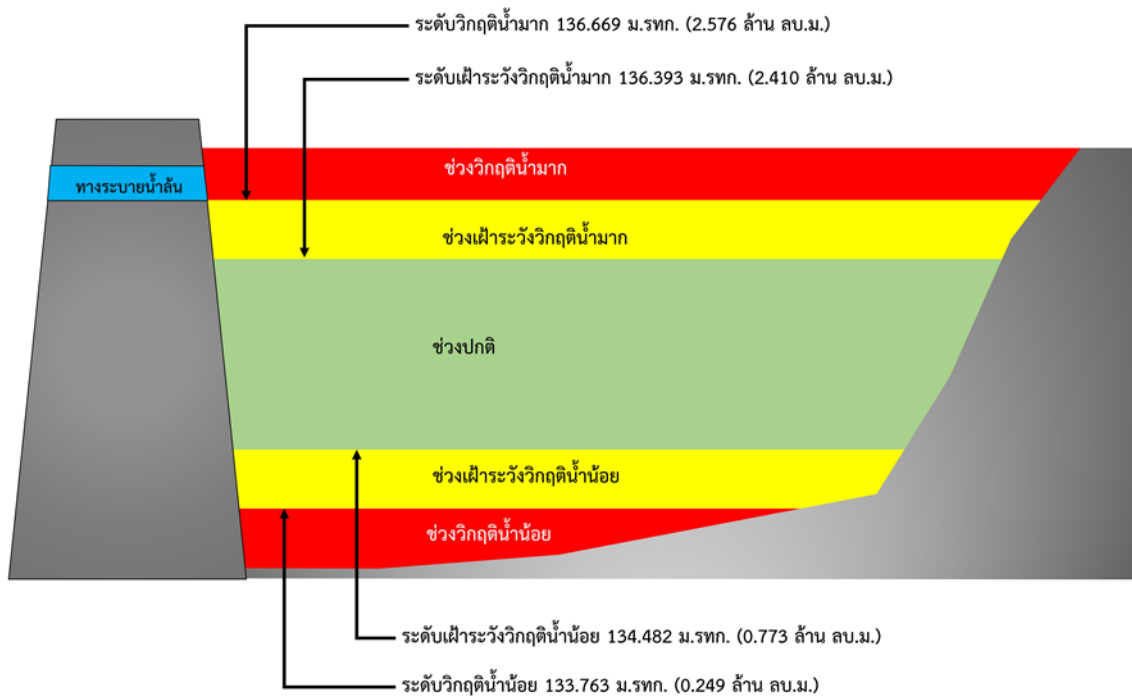 ระดับวิกฤติน้ำมาก 136.669 ม.รทก. (2.576 ล้าน ลบ.ม.)
ระดับเฝ้าระวังวิกฤติน้ำมาก 136.393 ม.รทก. (2.410 ล้าน ลบ.ม.)
ช่วงวิกฤติน้ำมาก
ทางระบายน้ำล้น
ช่วงเฝ้าระวังวิกฤติน้ำมาก
ช่วงปกติ
ช่วงเฝ้าระวังวิกฤติน้ำน้อย
ช่วงวิกฤติน้ำน้อย
ระดับเฝ้าระวังวิกฤติน้ำน้อย 134.482 ม.รทก. (0.773 ล้าน ลบ.ม.)
ระดับวิกฤติน้ำน้อย 133.763 ม.รทก. (0.249 ล้าน ลบ.ม.)